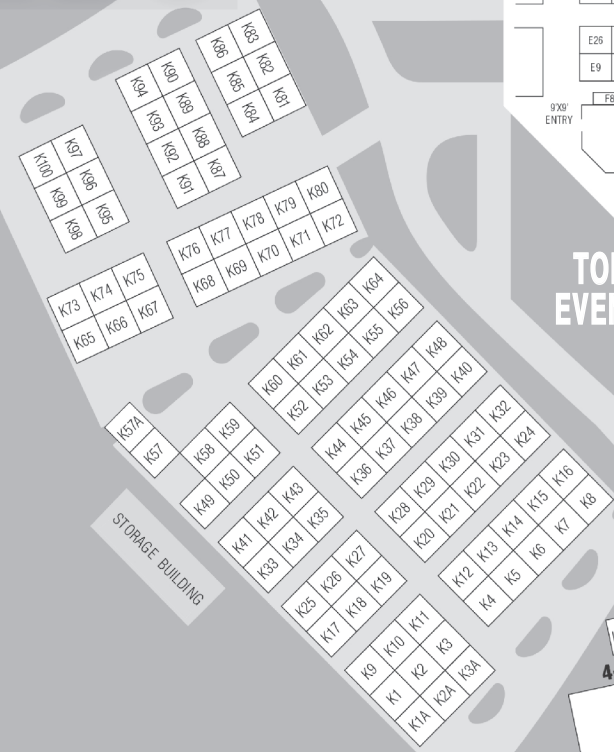 K83
K86
K82
K85
K81
K84
K90
K94
K89
K93
K88
K92
K87
K91
K97
K100
K96
K99
K95
K98
E26
E9
F8
9'X9'
ENTRY
K76 K77 K78 K79 K80
K68 K69 K70 K71 K72
K73 K74 K75
K65 K66 K67
K60 K61 K62 K63 K64
K52 K53 K54 K55 K56
K44 K45 K46 K47 K48
K36 K37 K38 K39 K40
K57A
K57
K58 K59
K49 K50 K51
K28 K29 K30 K31 K32
K20 K21 K22 K23 K24
K41 K42 K43
K33 K34 K35
K12 K13 K14 K15 K16
K4 K5 K6 K7 K8
K25 K26 K27
K17 K18 K19
K9 K10 K11
K1 K2 K3
K1A K2A K3A
STORAGE BUILDING
4